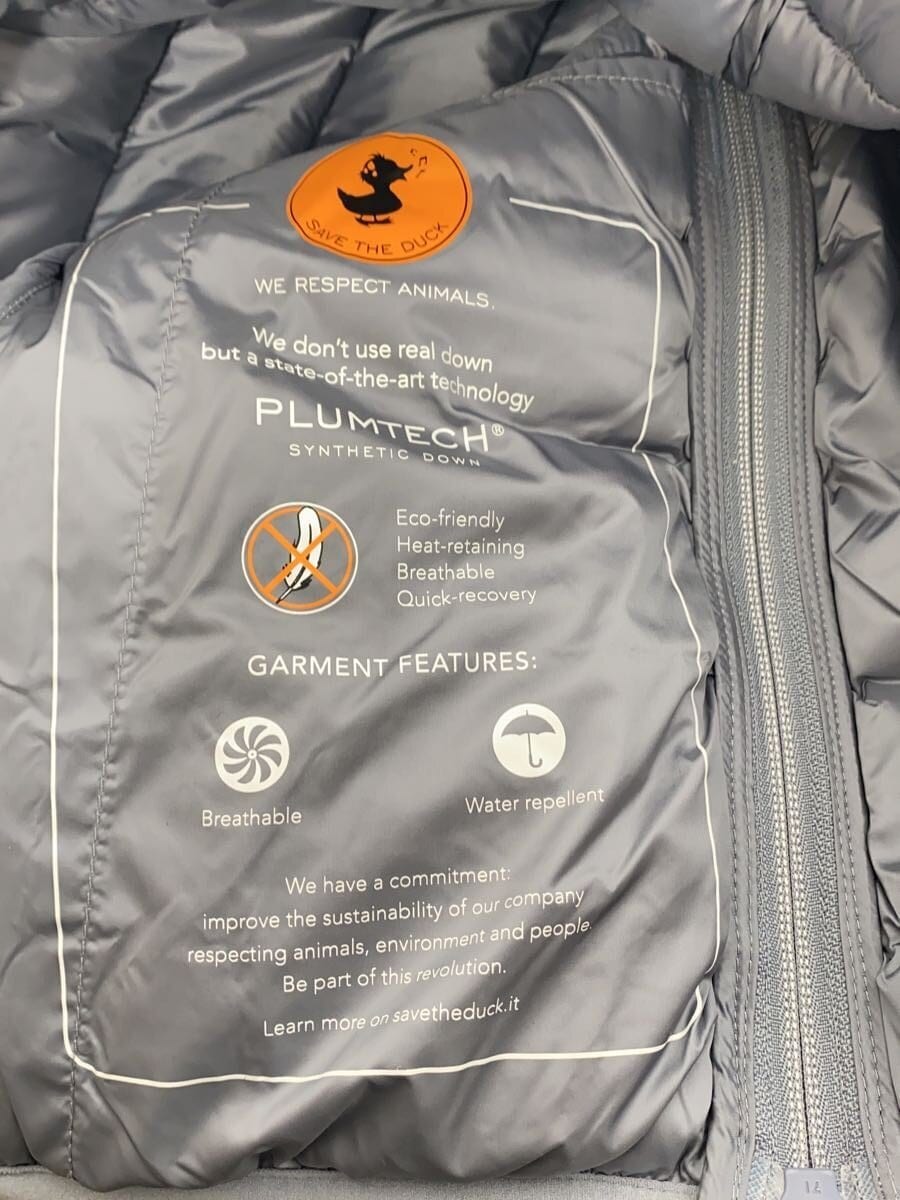 SAVE THE DUCK
WE RESPECT ANIMALS.
We don't use real down
but a state-of-the-art technology
PLUMTECH®
SYNTHETIC DOWN
Eco-friendly
Heat-retaining
Breathable
Quick-recovery
GARMENT FEATURES:
Breathable
Water repellent
We have a commitment:
improve the sustainability of our company
respecting animals, environment and people.
Be part of this revolution.
Learn more on savetheduck.it